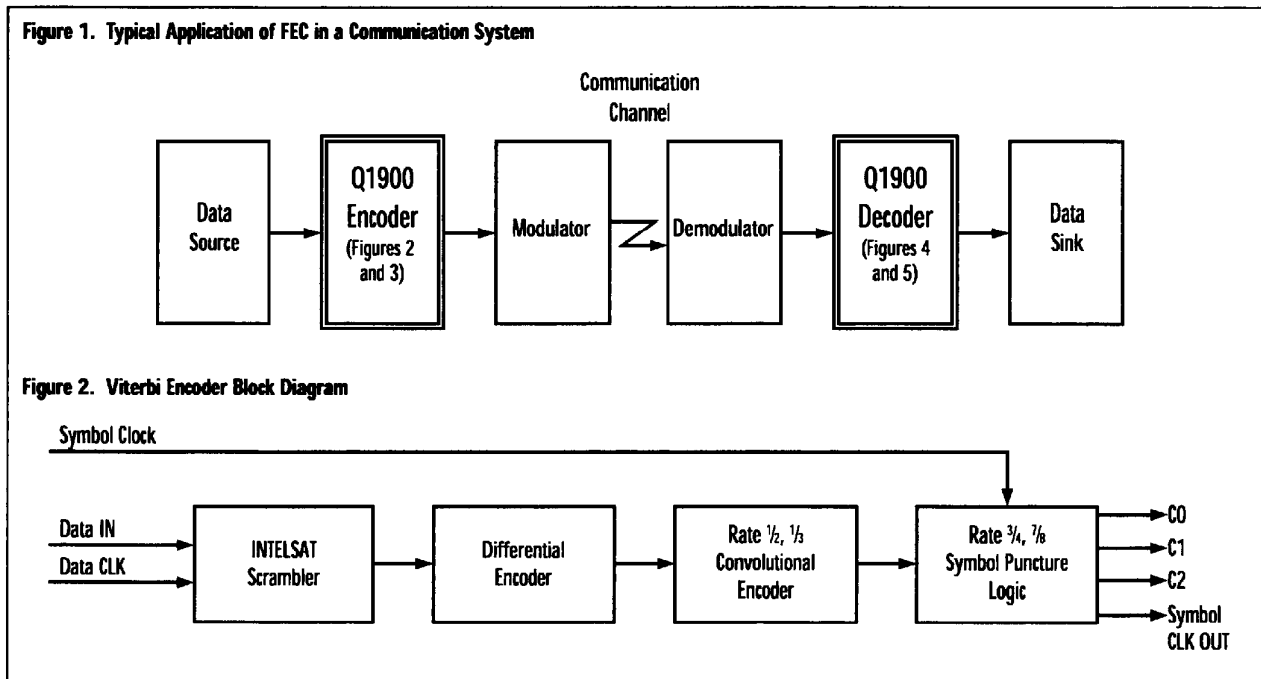 Figure 1. Typical Application of FEC in a Communication System
Communication
Channel
Data
Source
Q1900
Encoder
(Figures 2
and 3)
Modulator
Demodulator
Q1900
Decoder
(Figures 4
and 5)
Data
Sink
Figure 2. Viterbi Encoder Block Diagram
Symbol Clock
Data IN
Data CLK
INTELSAT
Scrambler
Differential
Encoder
Rate ½, ⅓
Convolutional
Encoder
Rate ¾, ⅞
Symbol Puncture
Logic
C0
C1
C2
Symbol
CLK OUT